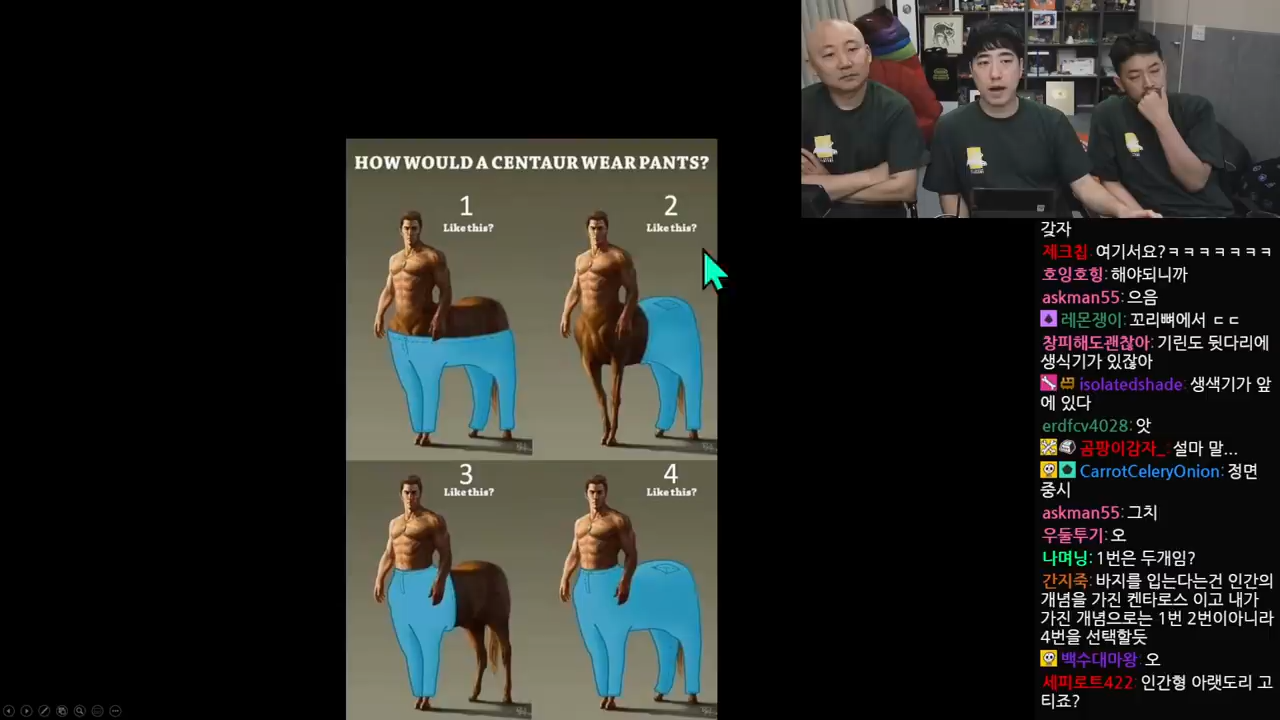 HOW WOULD A CENTAUR WEAR PANTS?
1
Like this?
2
Like this?
3
Like this?
4
Like this?
갖자
제크칩: 여기서요?ㅋㅋㅋㅋㅋㅋㅋ
호잉호힝: 해야되니까
askman55: 으음
레몬쟁이: 꼬리뼈에서 ㄷㄷ
창피해도괜찮아: 기린도 뒷다리에
생식기가 있잖아
isolatedshade: 생색기가 앞
에 있다
erdfcv4028: 앗
곰팡이감자_: 설마 말...
CarrotCeleryOnion: 정면
중시
askman55: 그치
우둘투기: 오
나며닝: 1번은 두개임?
간지죽: 바지를 입는다는건 인간의
개념을 가진 켄타로스 이고 내가
가진 개념으로는 1번 2번이아니라
4번을 선택할듯
백수대마왕: 오
세피로트422: 인간형 아랫도리 고
티죠?